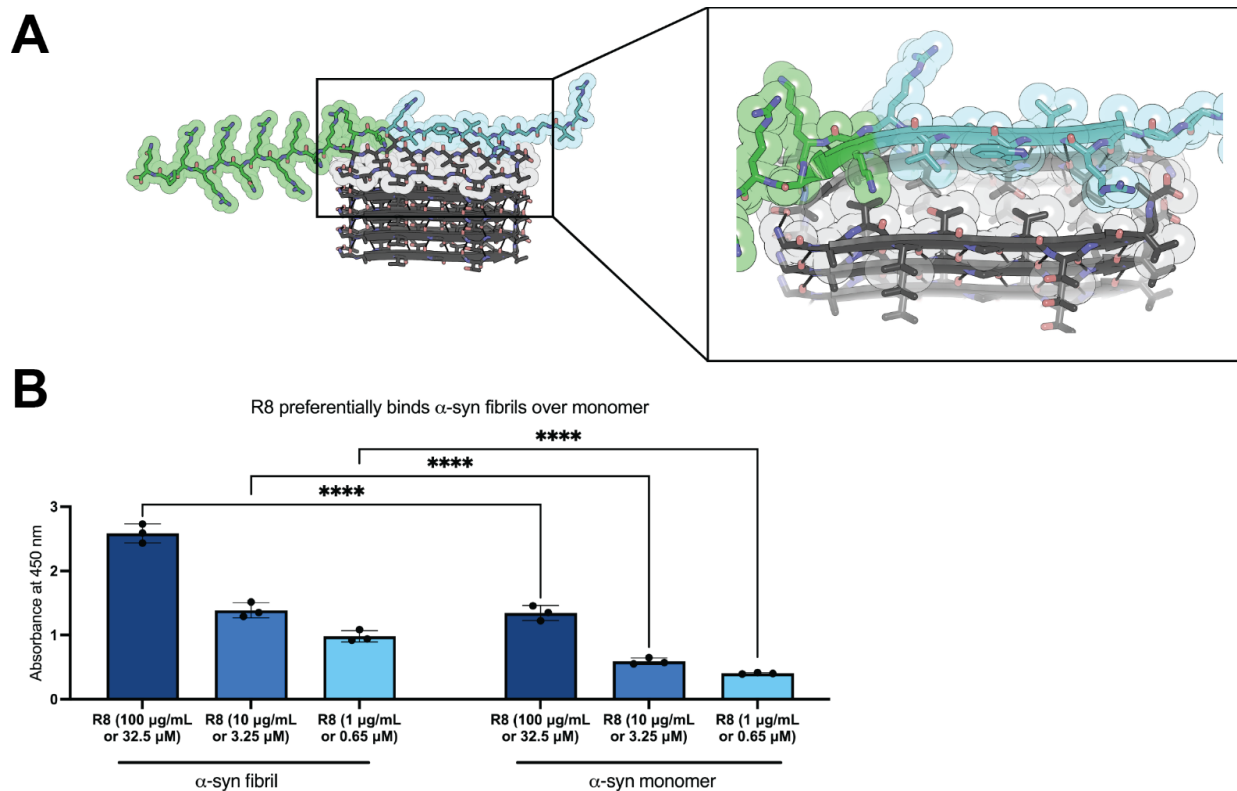 A
B
R8 preferentially binds α-syn fibrils over monomer
****
****
****
Absorbance at 450 nm
3
2
1
0
R8 (100 µg/mL
or 32.5 µM)
R8 (10 µg/mL
or 3.25 µM)
R8 (1 µg/mL
or 0.65 µM)
R8 (100 µg/mL
or 32.5 µM)
R8 (10 µg/mL
or 3.25 µM)
R8 (1 µg/mL
or 0.65 µM)
α-syn fibril
α-syn monomer